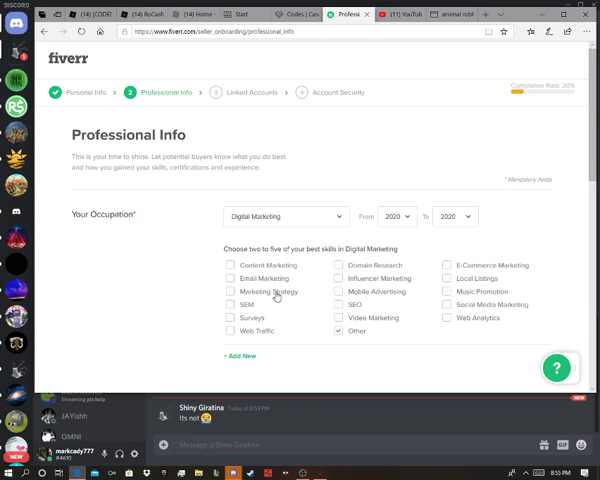 DISCORD
(14) [CODE]
(14) RoCash
(14) Home -
Start
Codes | Cas
Professi
(11) YouTub
arsenal robl
https://www.fiverr.com/seller_onboarding/professional_info
fiverr
Personal Info
2 Professional Info
3 Linked Accounts
4 Account Security
Completion Rate: 20%
Professional Info
This is your time to shine. Let potential buyers know what you do best
and how you gained your skills, certifications and experience.
* Mandatory fields
Your Occupation*
Digital Marketing
From
2020
To
2020
Choose two to five of your best skills in Digital Marketing
Content Marketing
Domain Research
E-Commerce Marketing
Email Marketing
Influencer Marketing
Local Listings
Marketing Strategy
Mobile Advertising
Music Promotion
SEM
SEO
Social Media Marketing
Surveys
Video Marketing
Web Analytics
Web Traffic
Other
+ Add New
?
Streaming pls help
JAYishh
OMNI
NEW
Shiny Giratina Today at 8:53 PM
Its not
NEW
markcady777
#4610
Message @Shiny Giratina
GIF
8:55 PM